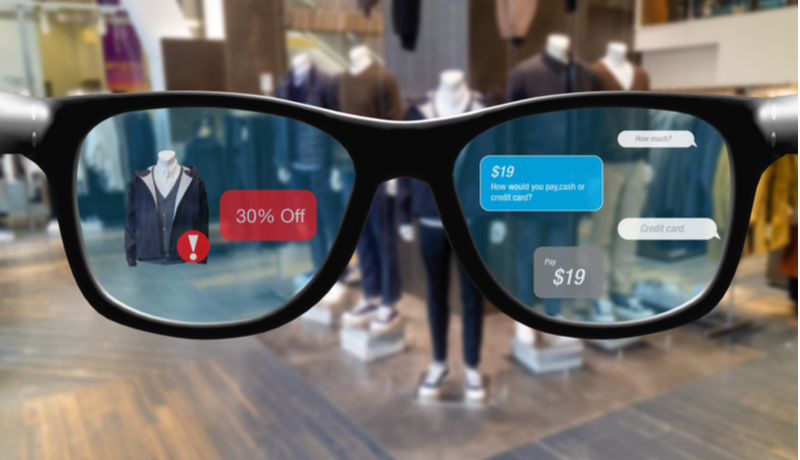 30% Off
How much?
$19
How would you pay,cash or
credit card?
Credit card.
Pay
$19